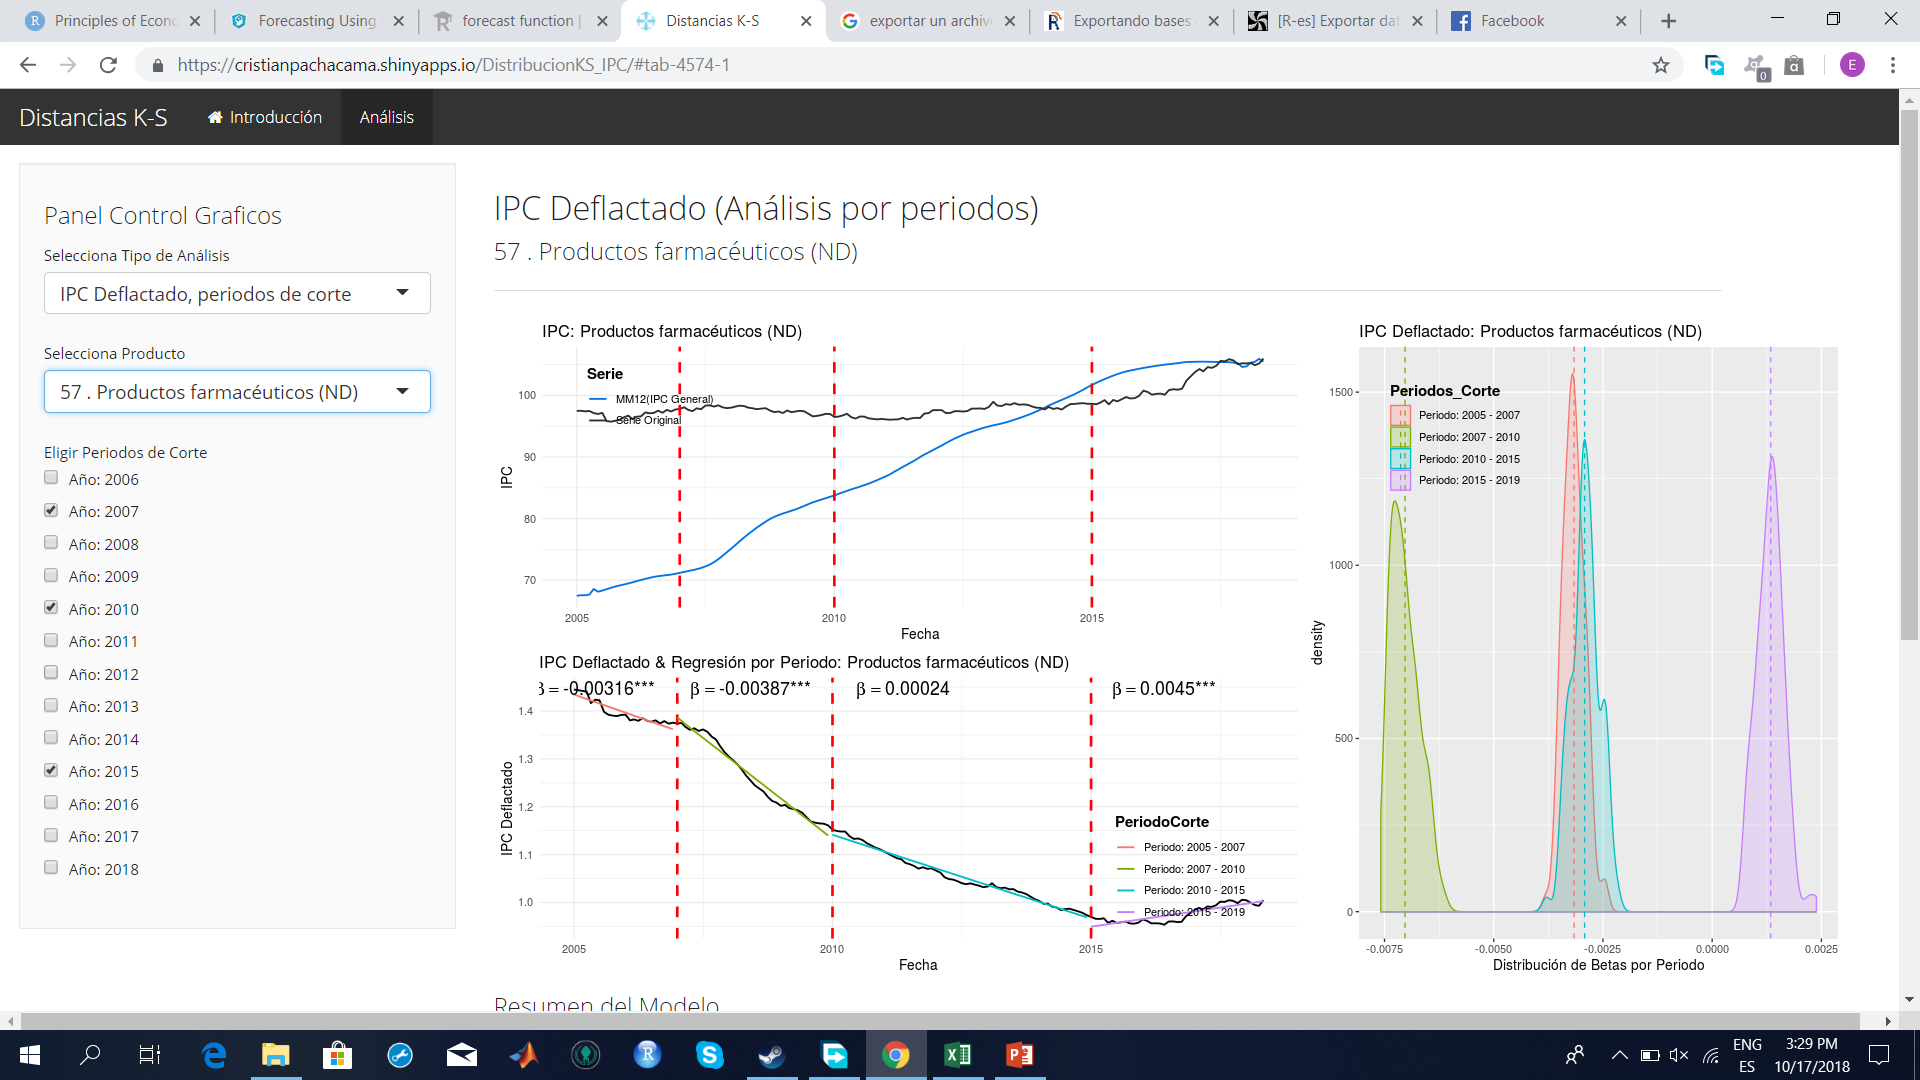 Principles of Econo
Forecasting Using
forecast function |
Distancias K-S
exportar un archivo
Exportando bases
[R-es] Exportar dat
Facebook
https://cristianpachacama.shinyapps.io/DistribucionKS_IPC/#tab-4574-1
0
a
E
Distancias K-S
Introducción
Análisis
Panel Control Graficos
Selecciona Tipo de Análisis
IPC Deflactado, periodos de corte
Selecciona Producto
57 . Productos farmacéuticos (ND)
Eligir Periodos de Corte
Año: 2006
Año: 2007
Año: 2008
Año: 2009
Año: 2010
Año: 2011
Año: 2012
Año: 2013
Año: 2014
Año: 2015
Año: 2016
Año: 2017
Año: 2018
IPC Deflactado (Análisis por periodos)
57 . Productos farmacéuticos (ND)
IPC: Productos farmacéuticos (ND)
Serie
MM12(IPC General)
Serie Original
100
90
80
70
IPC
2005
2010
2015
Fecha
IPC Deflactado & Regresión por Periodo: Productos farmacéuticos (ND)
β = -0.00316***
β = -0.00387***
β = 0.00024
β = 0.0045***
1.4
1.3
1.2
1.1
1.0
IPC Deflactado
PeriodoCorte
Periodo: 2005 - 2007
Periodo: 2007 - 2010
Periodo: 2010 - 2015
Periodo: 2015 - 2019
2005
2010
2015
Fecha
IPC Deflactado: Productos farmacéuticos (ND)
Periodos_Corte
Periodo: 2005 - 2007
Periodo: 2007 - 2010
Periodo: 2010 - 2015
Periodo: 2015 - 2019
1500
1000
500
0
density
-0.0075
-0.0050
-0.0025
0.0000
0.0025
Distribución de Betas por Periodo
Resumen del Modelo
ENG
ES
3:29 PM
10/17/2018